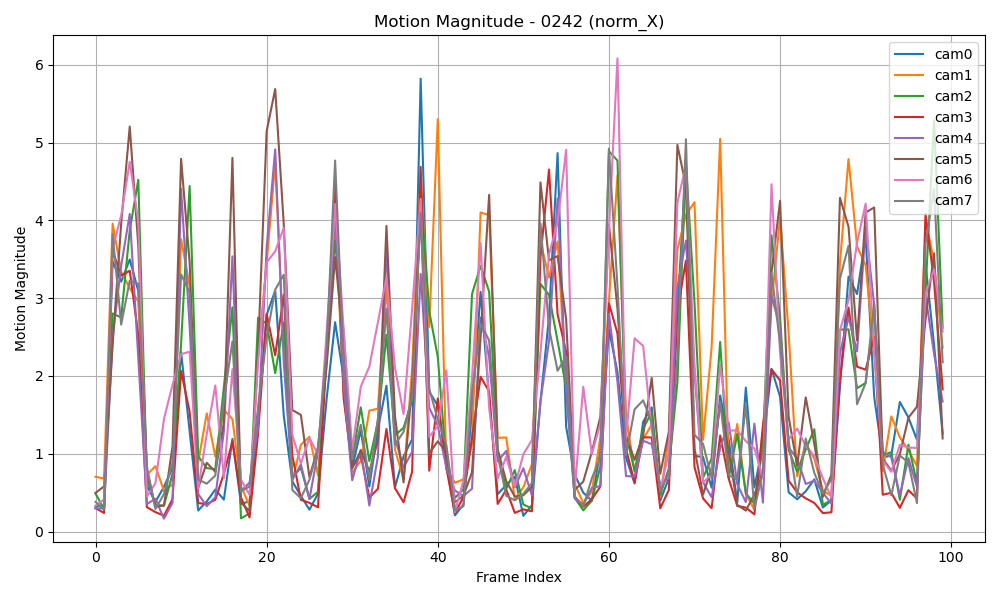 Motion Magnitude - 0242 (norm_X)
Motion Magnitude
6
5
4
3
2
1
0
0
20
40
60
80
100
Frame Index
cam0
cam1
cam2
cam3
cam4
cam5
cam6
cam7